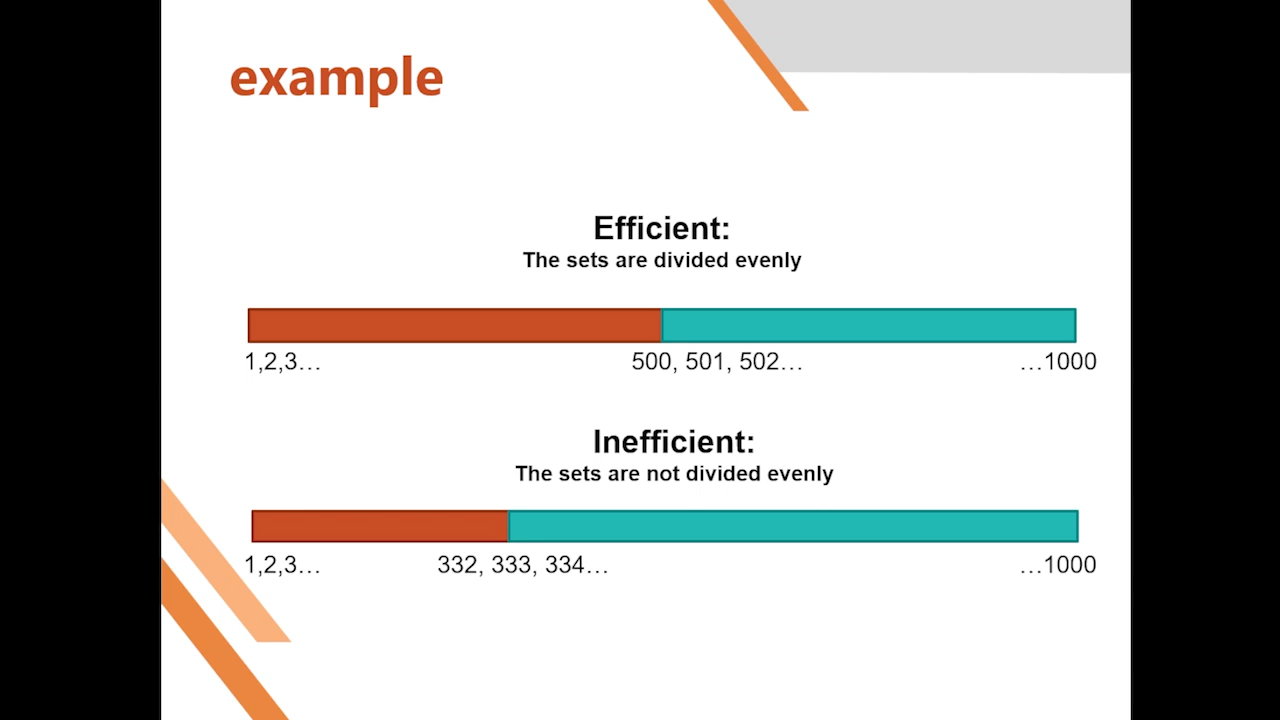 example
Efficient:
The sets are divided evenly
1,2,3… 500, 501, 502… …1000
Inefficient:
The sets are not divided evenly
1,2,3… 332, 333, 334… …1000